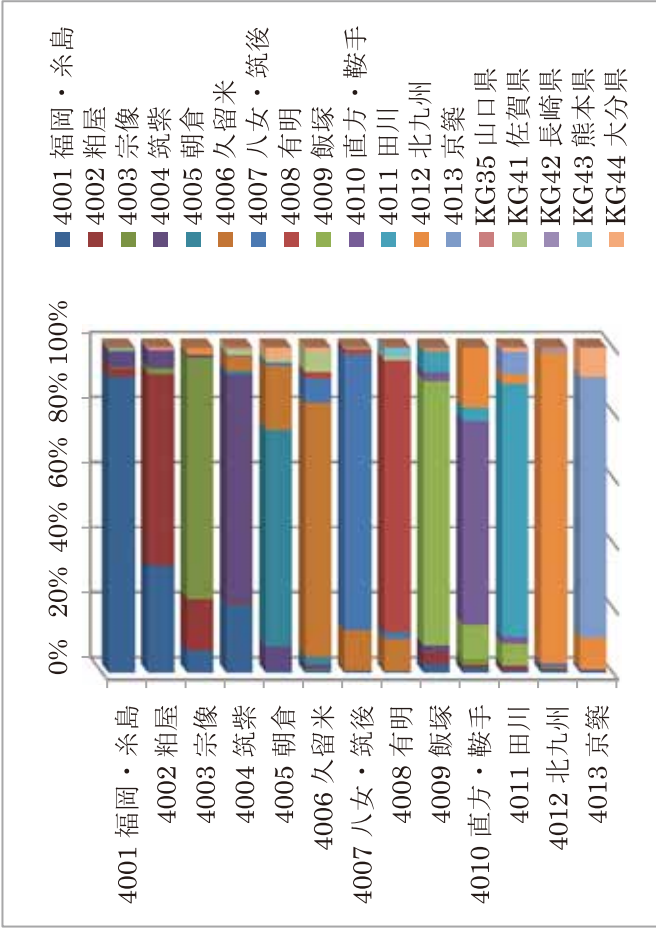 4001 福岡・糸島
4002 粕屋
4003 宗像
4004 筑紫
4005 朝倉
4006 久留米
4007 八女・筑後
4008 有明
4009 飯塚
4010 直方・鞍手
4011 田川
4012 北九州
4013 京築
0% 20% 40% 60% 80% 100%
4001 福岡・糸島
4002 粕屋
4003 宗像
4004 筑紫
4005 朝倉
4006 久留米
4007 八女・筑後
4008 有明
4009 飯塚
4010 直方・鞍手
4011 田川
4012 北九州
4013 京築
KG35 山口県
KG41 佐賀県
KG42 長崎県
KG43 熊本県
KG44 大分県